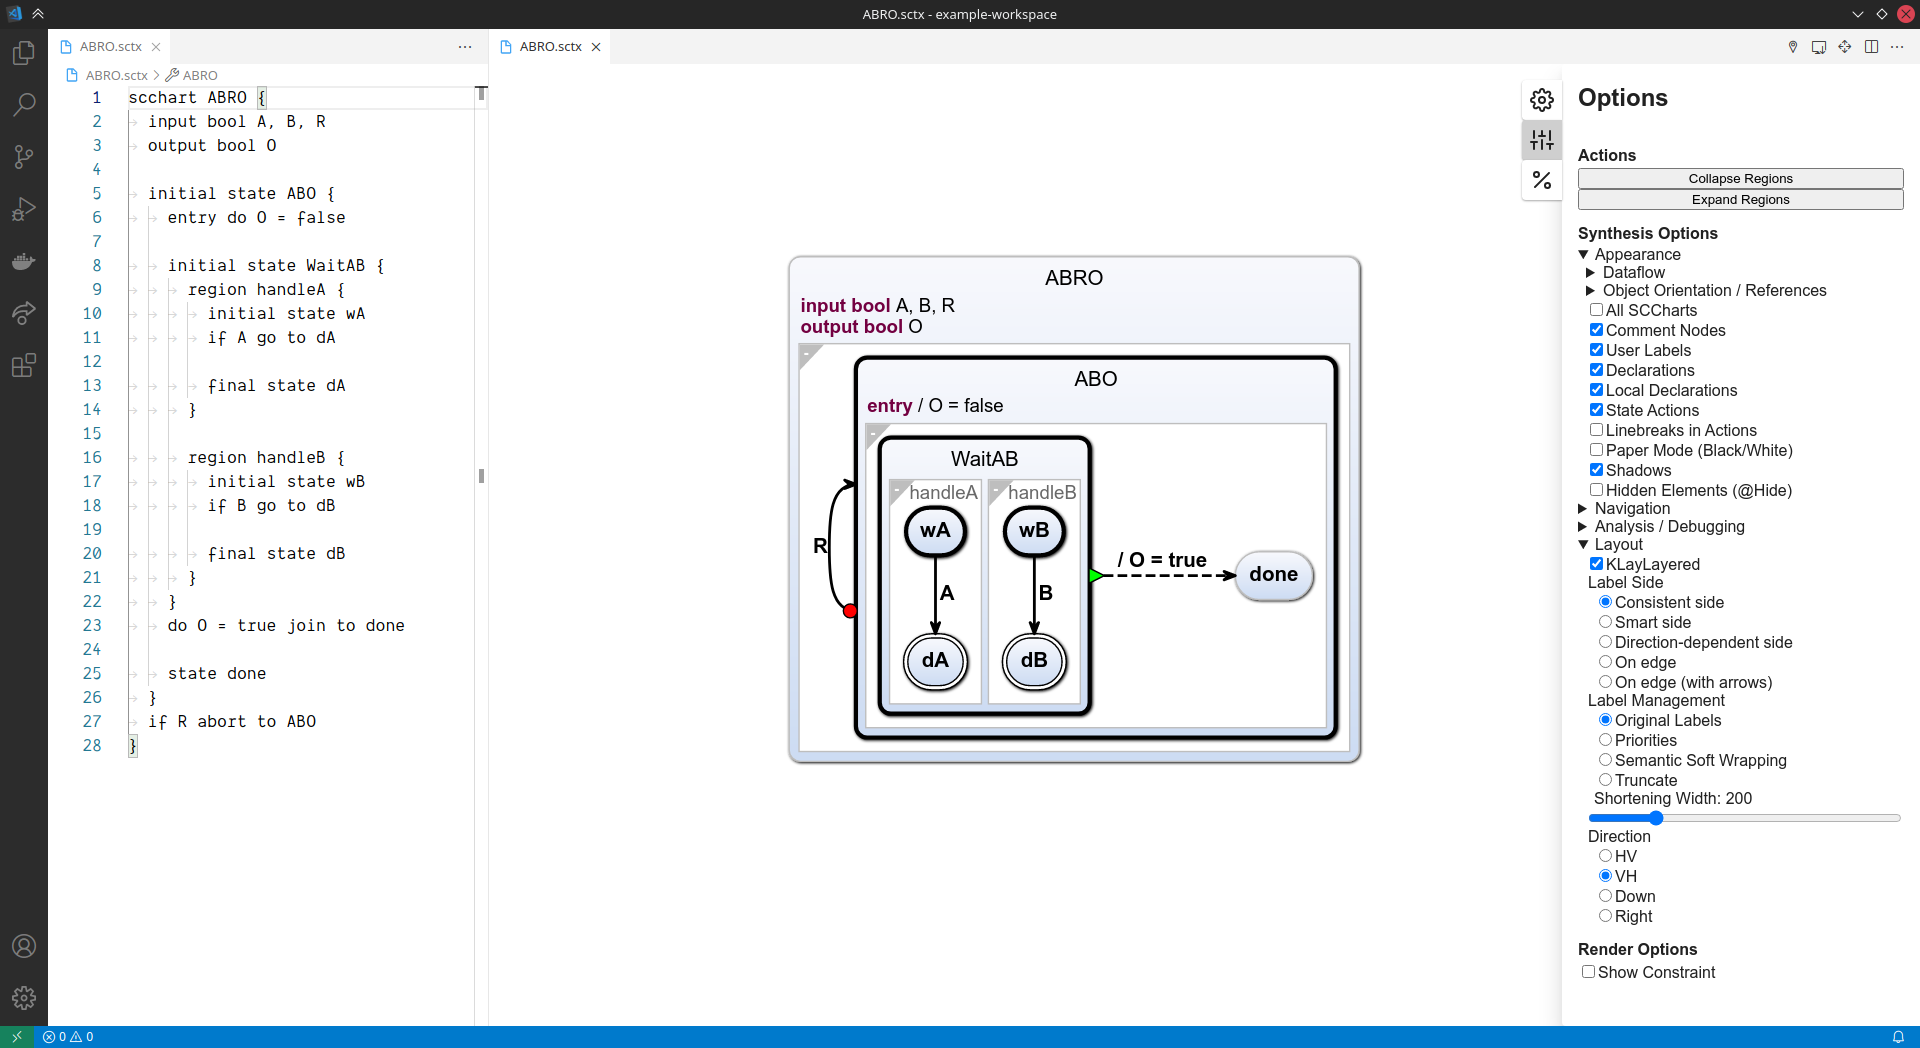 ABRO.sctx - example-workspace
ABRO.sctx
ABRO.sctx > ABRO
1 scchart ABRO {
2 input bool A, B, R
3 output bool O
4
5 initial state ABO {
6 entry do O = false
7
8 initial state WaitAB {
9 region handleA {
10 initial state wA
11 if A go to dA
12
13 final state dA
14 }
15
16 region handleB {
17 initial state wB
18 if B go to dB
19
20 final state dB
21 }
22 }
23 do O = true join to done
24
25 state done
26 }
27 if R abort to ABO
28 }
ABRO.sctx
ABRO
input bool A, B, R
output bool O
ABO
entry / O = false
WaitAB
handleA
handleB
wA
wB
R
/ O = true
done
A
B
dA
dB
Options
Actions
Collapse Regions
Expand Regions
Synthesis Options
Appearance
Dataflow
Object Orientation / References
All SCCharts
Comment Nodes
User Labels
Declarations
Local Declarations
State Actions
Linebreaks in Actions
Paper Mode (Black/White)
Shadows
Hidden Elements (@Hide)
Navigation
Analysis / Debugging
Layout
KLayLayered
Label Side
Consistent side
Smart side
Direction-dependent side
On edge
On edge (with arrows)
Label Management
Original Labels
Priorities
Semantic Soft Wrapping
Truncate
Shortening Width: 200
Direction
HV
VH
Down
Right
Render Options
Show Constraint
0 0